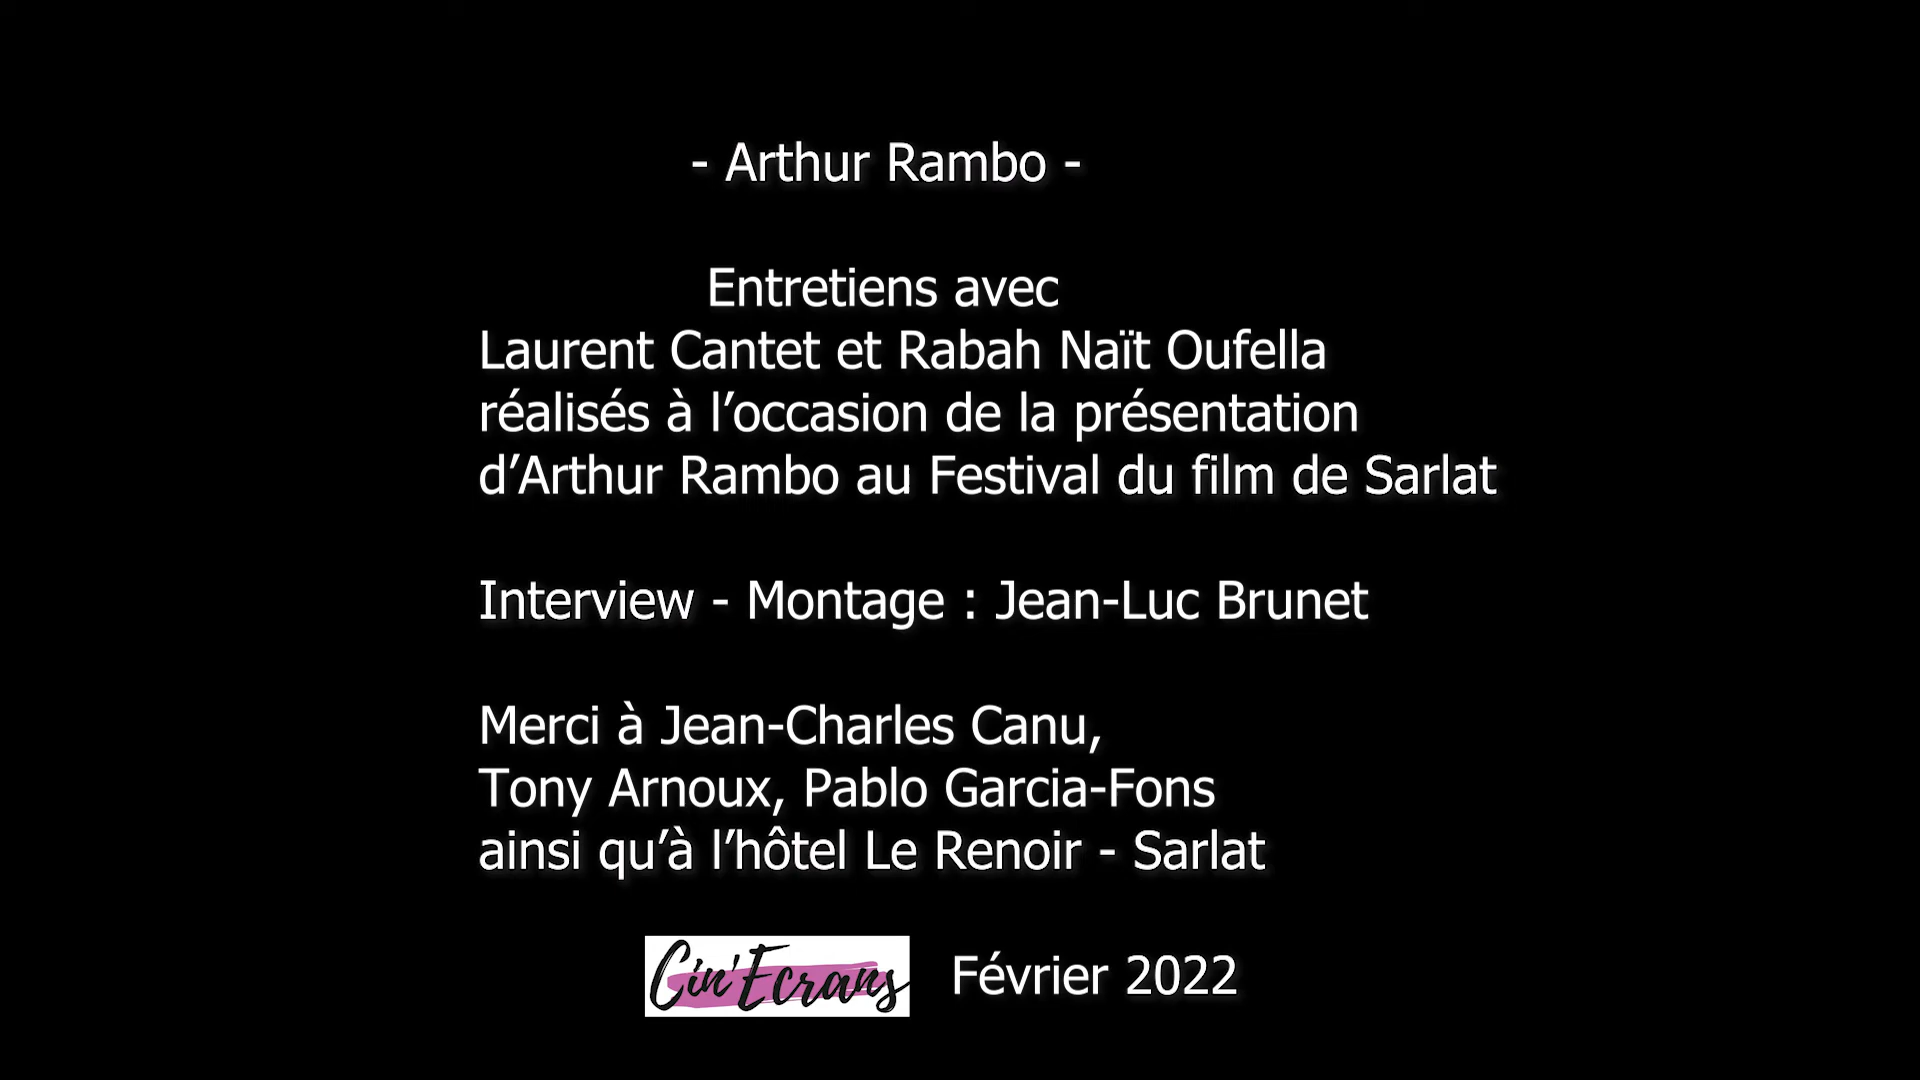 - Arthur Rambo -
Entretiens avec
Laurent Cantet et Rabah Naït Oufella
réalisés à l’occasion de la présentation
d’Arthur Rambo au Festival du film de Sarlat
Interview - Montage : Jean-Luc Brunet
Merci à Jean-Charles Canu,
Tony Arnoux, Pablo Garcia-Fons
ainsi qu’à l’hôtel Le Renoir - Sarlat
Cin'Ecrans Février 2022